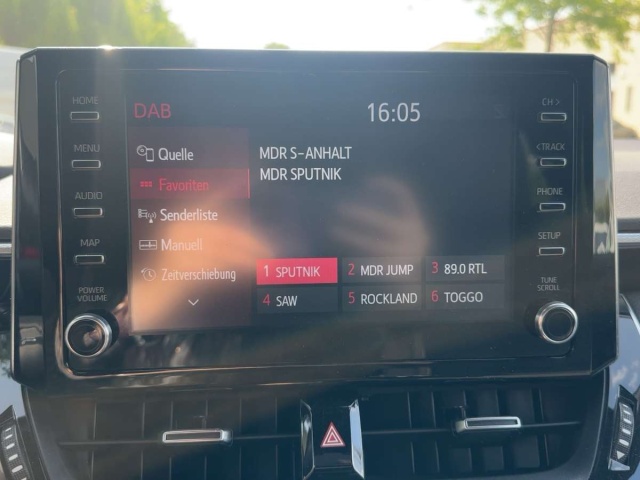 HOME
MENU
AUDIO
MAP
POWER
VOLUME
DAB
16:05
Quelle
Favoriten
Senderliste
Manuell
Zeitverschiebung
MDR S-ANHALT
MDR SPUTNIK
1 SPUTNIK 2 MDR JUMP 3 89.0 RTL
4 SAW 5 ROCKLAND 6 TOGGO
CH >
<TRACK
PHONE
SETUP
TUNE
SCROLL